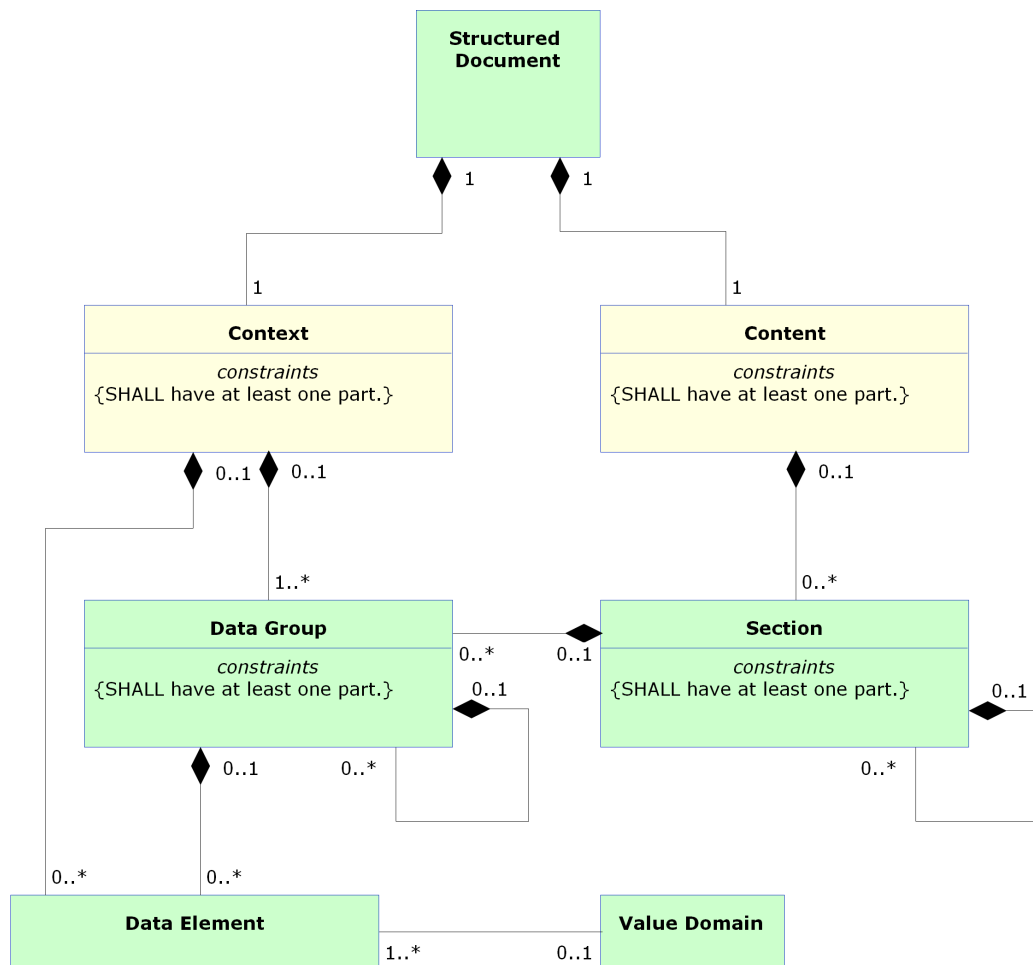 Structured
Document
1
1
1
1
Context
Content
constraints
{SHALL have at least one part.}
constraints
{SHALL have at least one part.}
0..1
0..1
0..1
1..*
0..*
Data Group
Section
constraints
{SHALL have at least one part.}
constraints
{SHALL have at least one part.}
0..*
0..1
0..1
0..1
0..1
0..*
0..*
0..*
0..*
Data Element
Value Domain
1..*
0..1